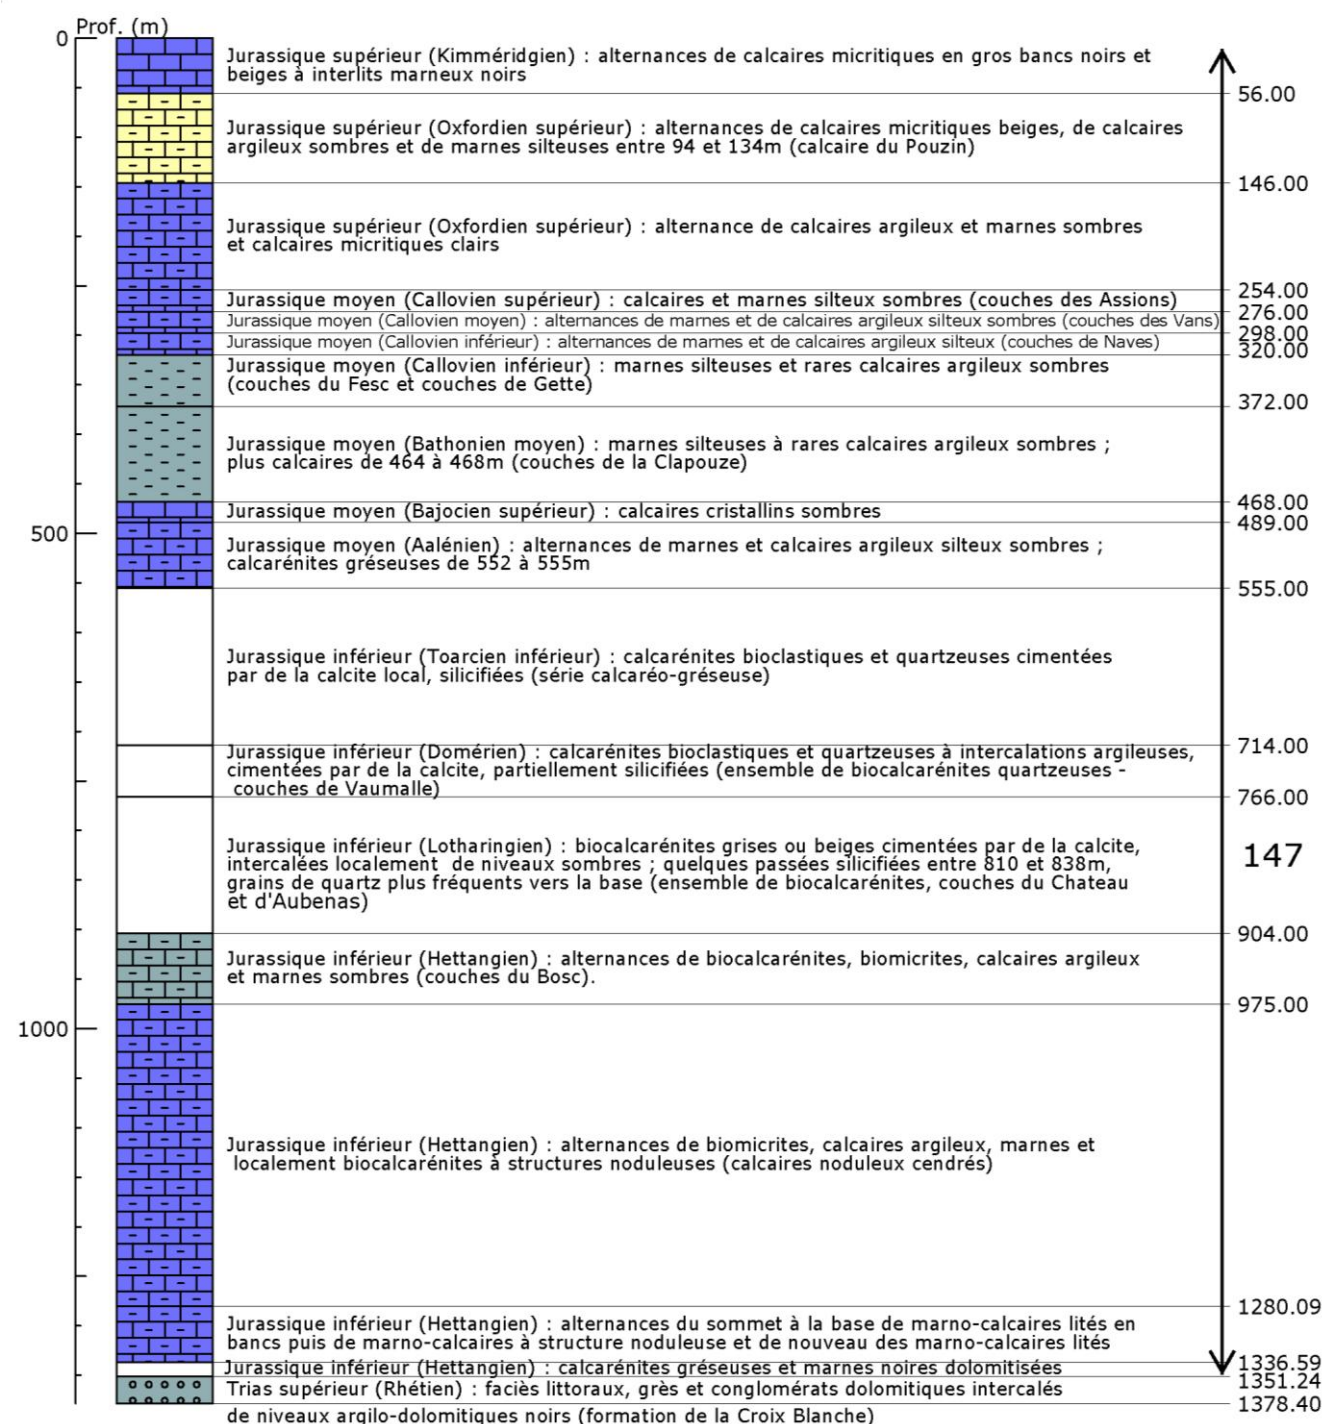 Prof. (m)
0
Jurassique supérieur (Kimméridgien) : alternances de calcaires micritiques en gros bancs noirs et
beiges à interlits marneux noirs
56.00
Jurassique supérieur (Oxfordien supérieur) : alternances de calcaires micritiques beiges, de calcaires
argileux sombres et de marnes silteuses entre 94 et 134m (calcaire du Pouzin)
146.00
Jurassique supérieur (Oxfordien supérieur) : alternance de calcaires argileux et marnes sombres
et calcaires micritiques clairs
254.00
Jurassique moyen (Callovien supérieur) : calcaires et marnes silteux sombres (couches des Assions)
276.00
Jurassique moyen (Callovien moyen) : alternances de marnes et de calcaires argileux silteux sombres (couches des Vans)
298.00
Jurassique moyen (Callovien inférieur) : alternances de marnes et de calcaires argileux silteux (couches de Naves)
320.00
Jurassique moyen (Callovien inférieur) : marnes silteuses et rares calcaires argileux sombres
(couches du Fesc et couches de Gette)
372.00
Jurassique moyen (Bathonien moyen) : marnes silteuses à rares calcaires argileux sombres ;
plus calcaires de 464 à 468m (couches de la Clapouze)
468.00
Jurassique moyen (Bajocien supérieur) : calcaires cristallins sombres
489.00
500
Jurassique moyen (Aalénien) : alternances de marnes et calcaires argileux silteux sombres ;
calcarénites gréseuses de 552 à 555m
555.00
Jurassique inférieur (Toarcien inférieur) : calcarénites bioclastiques et quartzeuses cimentées
par de la calcite local, silicifiées (série calcaréo-gréseuse)
714.00
Jurassique inférieur (Domérien) : calcarénites bioclastiques et quartzeuses à intercalations argileuses,
cimentées par de la calcite, partiellement silicifiées (ensemble de biocalcarénites quartzeuses -
couches de Vaumalle)
766.00
Jurassique inférieur (Lotharingien) : biocalcarénites grises ou beiges cimentées par de la calcite,
intercalées localement de niveaux sombres ; quelques passées silicifiées entre 810 et 838m,
grains de quartz plus fréquents vers la base (ensemble de biocalcarénites, couches du Chateau
et d'Aubenas)
147
904.00
Jurassique inférieur (Hettangien) : alternances de biocalcarénites, biomicrites, calcaires argileux
et marnes sombres (couches du Bosc).
975.00
1000
Jurassique inférieur (Hettangien) : alternances de biomicrites, calcaires argileux, marnes et
localement biocalcarénites à structures noduleuses (calcaires noduleux cendrés)
1280.09
Jurassique inférieur (Hettangien) : alternances du sommet à la base de marno-calcaires lités en
bancs puis de marno-calcaires à structure noduleuse et de nouveau des marno-calcaires lités
1336.59
Jurassique inférieur (Hettangien) : calcarénites gréseuses et marnes noires dolomitisées
1351.24
Trias supérieur (Rhétien) : faciès littoraux, grès et conglomérats dolomitiques intercalés
1378.40
de niveaux argilo-dolomitiques noirs (formation de la Croix Blanche)